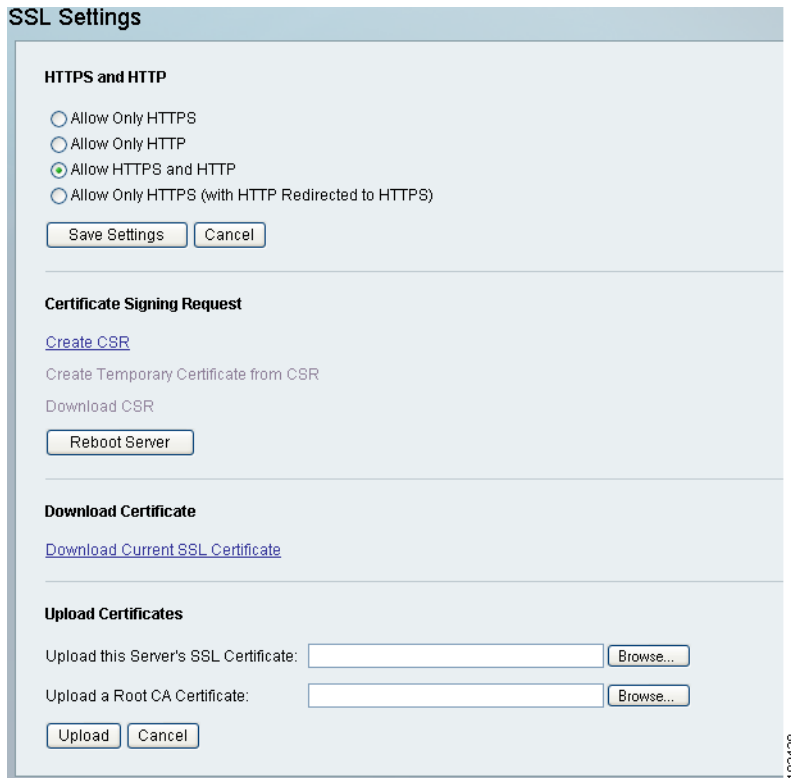 SSL Settings
HTTPS and HTTP
Allow Only HTTPS
Allow Only HTTP
Allow HTTPS and HTTP
Allow Only HTTPS (with HTTP Redirected to HTTPS)
Save Settings Cancel
Certificate Signing Request
Create CSR
Create Temporary Certificate from CSR
Download CSR
Reboot Server
Download Certificate
Download Current SSL Certificate
Upload Certificates
Upload this Server's SSL Certificate: Browse...
Upload a Root CA Certificate: Browse...
Upload Cancel